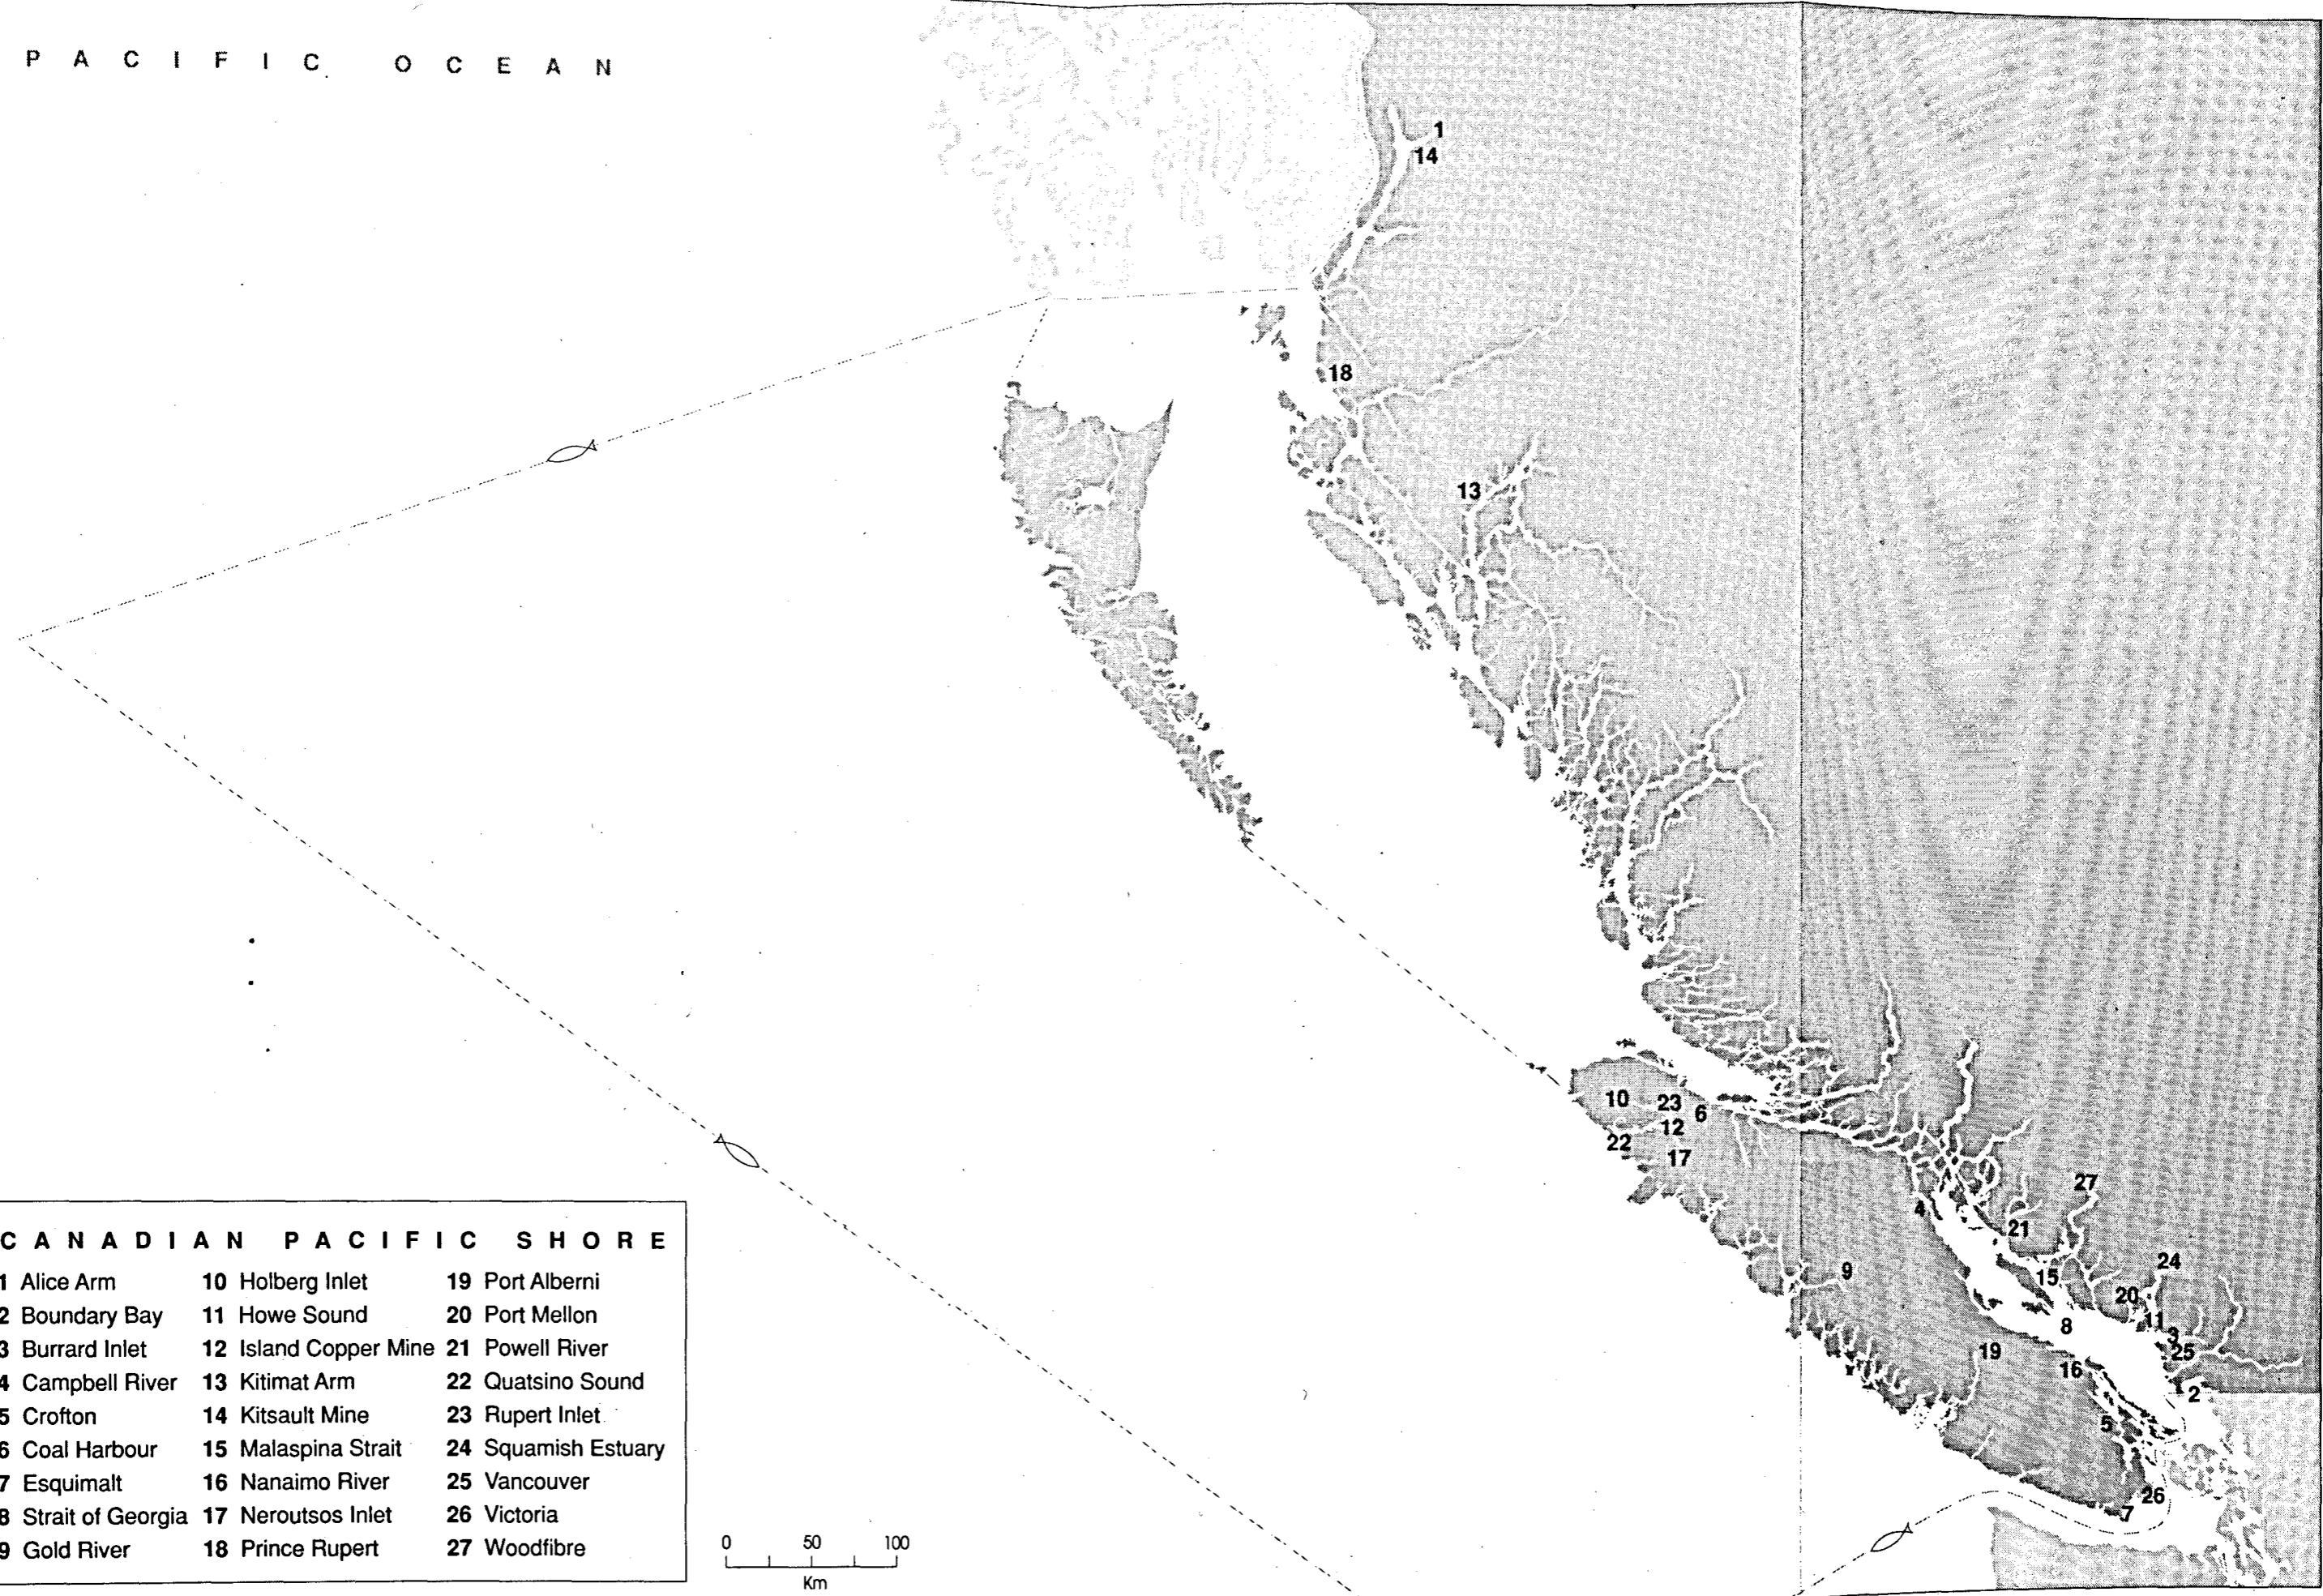 PACIFIC OCEAN
1
14
18
13
10
23
6
12
22
17
27
4
21
9
24
15
20
11
8
3
19
25
16
2
5
26
7
CANADIAN PACIFIC SHORE
1 Alice Arm 10 Holberg Inlet 19 Port Alberni
2 Boundary Bay 11 Howe Sound 20 Port Mellon
3 Burrard Inlet 12 Island Copper Mine 21 Powell River
4 Campbell River 13 Kitimat Arm 22 Quatsino Sound
5 Crofton 14 Kitsault Mine 23 Rupert Inlet
6 Coal Harbour 15 Malaspina Strait 24 Squamish Estuary
7 Esquimalt 16 Nanaimo River 25 Vancouver
8 Strait of Georgia 17 Neroutsos Inlet 26 Victoria
9 Gold River 18 Prince Rupert 27 Woodfibre
0 50 100
Km